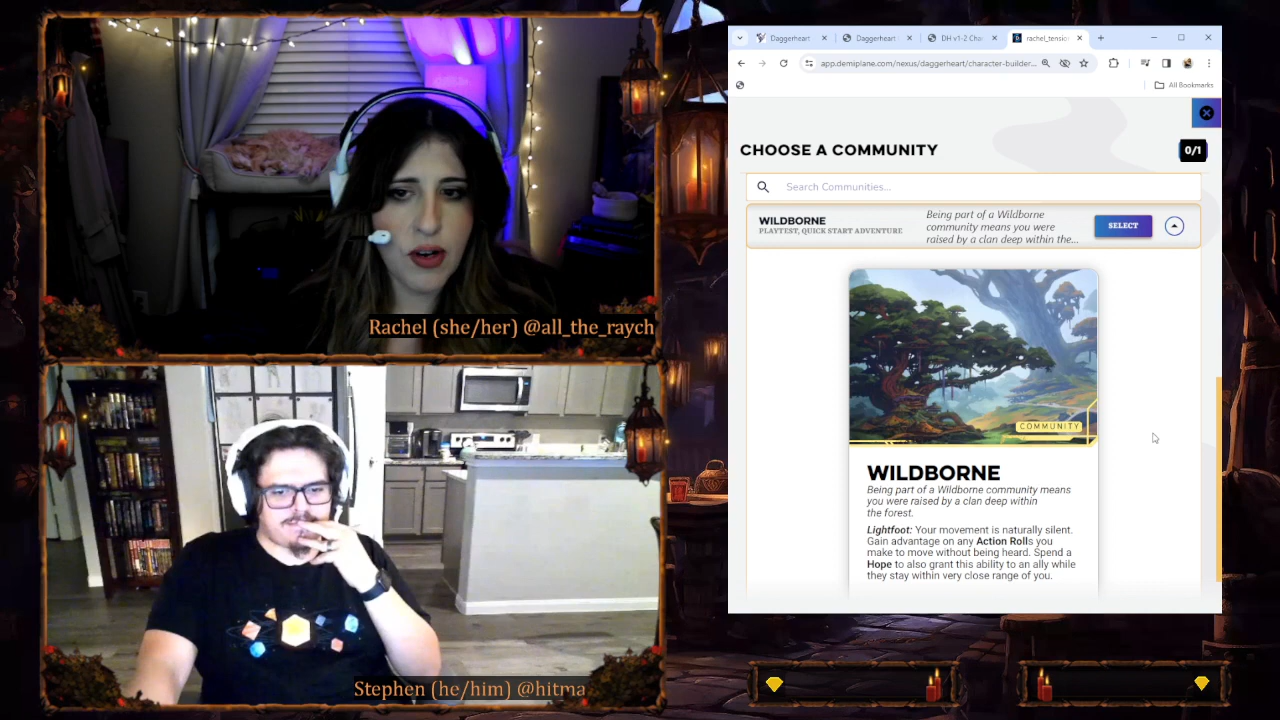 Rachel (she/her) @all_the_raych
Stephen (he/him) @hitma
Daggerheart
Daggerheart
DH v1-2 Cha
rachel_tensio
app.demiplane.com/nexus/daggerheart/character-builder...
All Bookmarks
CHOOSE A COMMUNITY
0/1
Search Communities...
WILDBORNE
PLAYTEST, QUICK START ADVENTURE
Being part of a Wildborne
community means you were
raised by a clan deep within the...
SELECT
COMMUNITY
WILDBORNE
Being part of a Wildborne community means
you were raised by a clan deep within
the forest.
Lightfoot: Your movement is naturally silent.
Gain advantage on any Action Rolls you
make to move without being heard. Spend a
Hope to also grant this ability to an ally while
they stay within very close range of you.